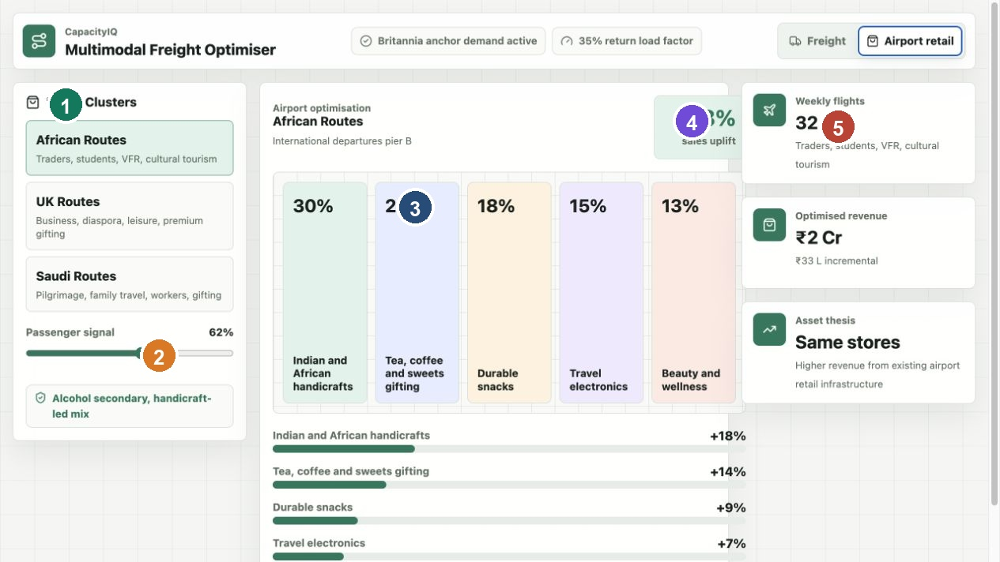 CapacityIQ
Multimodal Freight Optimiser
Britannia anchor demand active
35% return load factor
Freight
Airport retail
1
Clusters
African Routes
Traders, students, VFR, cultural tourism
UK Routes
Business, diaspora, leisure, premium
gifting
Saudi Routes
Pilgrimage, family travel, workers, gifting
Passenger signal
62%
2
Alcohol secondary, handicraft-
led mix
Airport optimisation
African Routes
International departures pier B
4
%
sales uplift
30%
Indian and
African
handicrafts
2
3
Tea, coffee
and sweets
gifting
18%
Durable
snacks
15%
Travel
electronics
13%
Beauty and
wellness
Indian and African handicrafts
+18%
Tea, coffee and sweets gifting
+14%
Durable snacks
+9%
Travel electronics
+7%
Weekly flights
32
5
Traders, students, VFR, cultural
tourism
Optimised revenue
₹2 Cr
₹33 L incremental
Asset thesis
Same stores
Higher revenue from existing airport
retail infrastructure